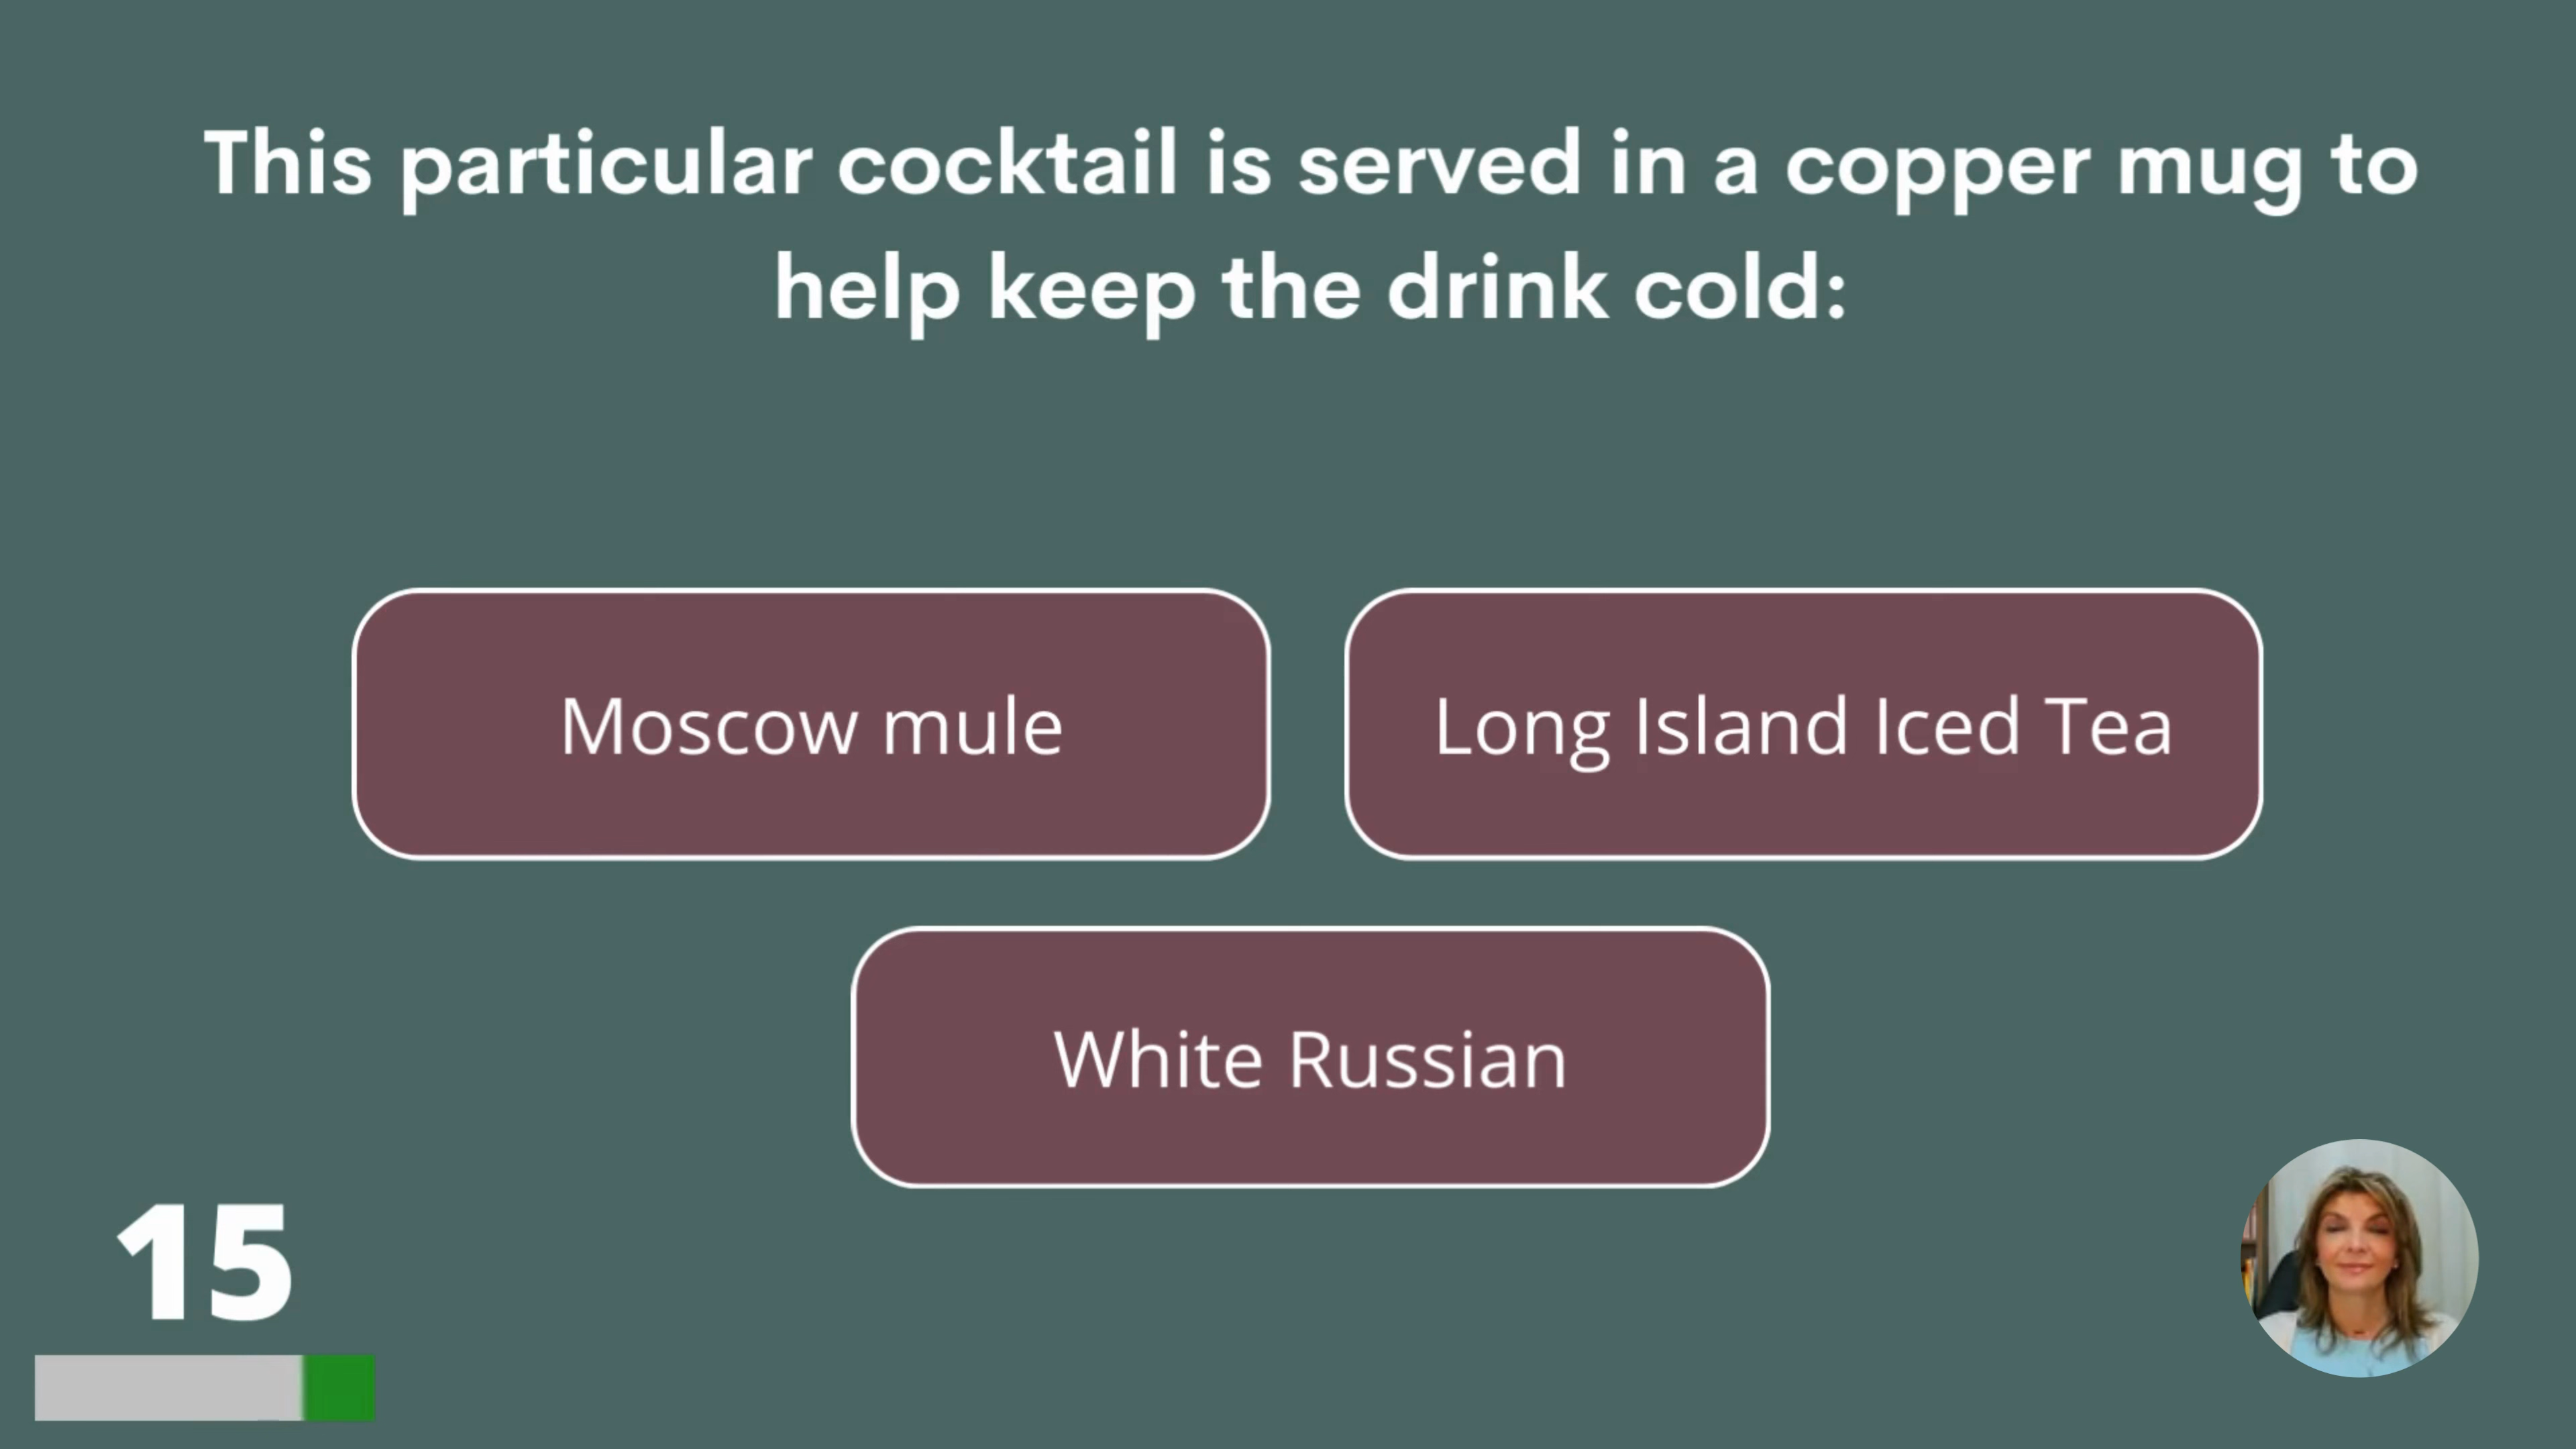 This particular cocktail is served in a copper mug to
help keep the drink cold:
Moscow mule
Long Island Iced Tea
White Russian
15